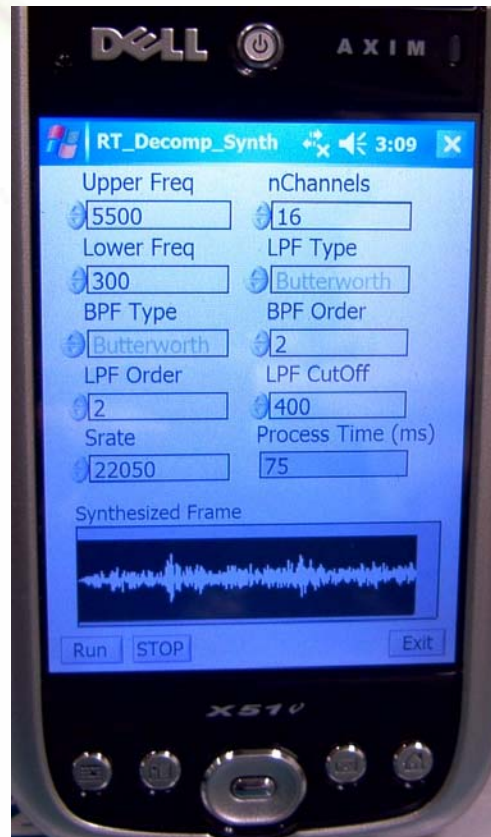 DELL AXIM
RT_Decomp_Synth 3:09
Upper Freq nChannels
5500 16
Lower Freq LPF Type
300 Butterworth
BPF Type BPF Order
Butterworth 2
LPF Order LPF CutOff
2 400
Srate Process Time (ms)
22050 75
Synthesized Frame
Run STOP Exit
X51v